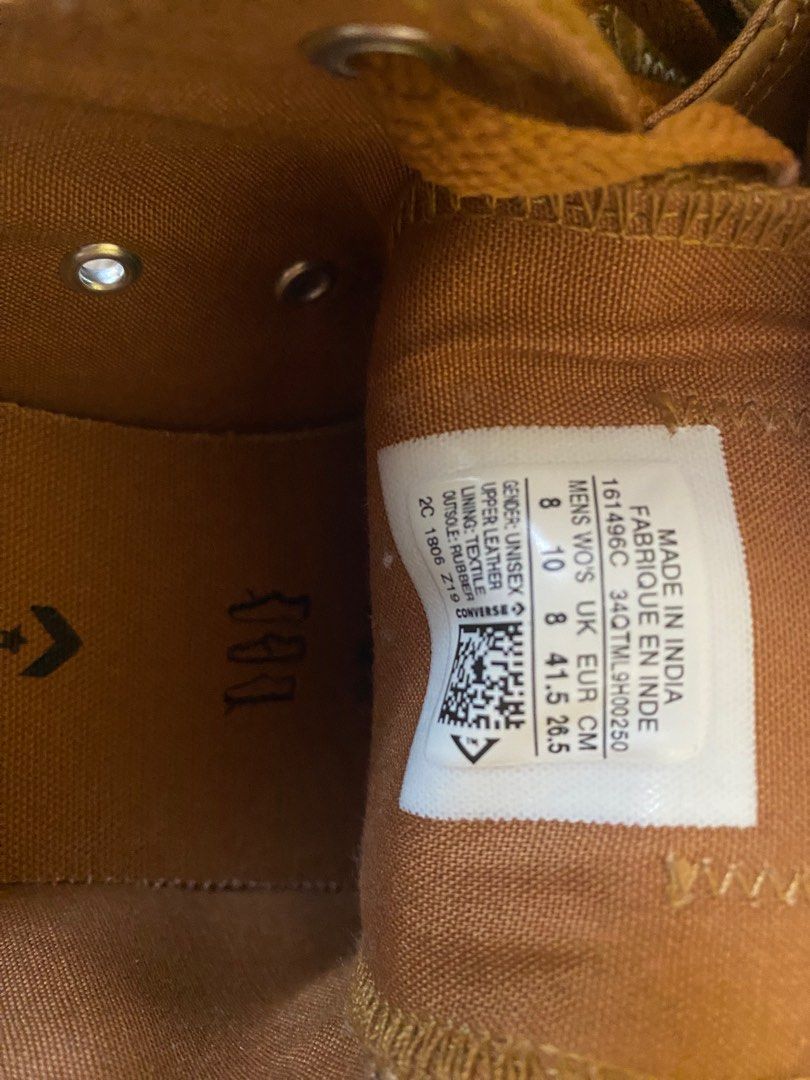 MADE IN INDIA
FABRIQUE EN INDE
161496C 34QTML9H00250
MENS WO'S UK EUR CM
8 10 8 41.5 26.5
GENDER: UNISEX
UPPER LEATHER
LINING: TEXTILE
OUTSOLE: RUBBER
2C 1806 Z19
CONVERSE